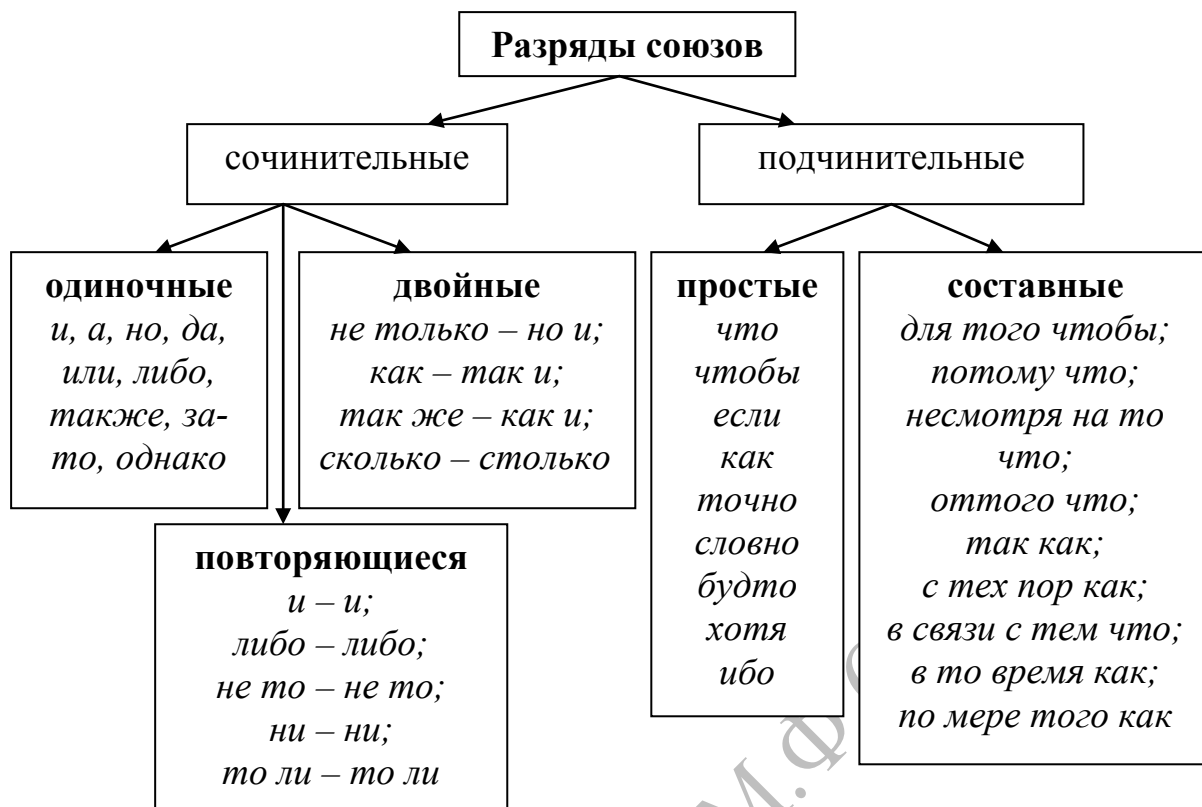 Разряды союзов
сочинительные
подчинительные
одиночные
и, а, но, да,
или, либо,
также, за-
то, однако
двойные
не только – но и;
как – так и;
так же – как и;
сколько – столько
повторяющиеся
и – и;
либо – либо;
не то – не то;
ни – ни;
то ли – то ли
простые
что
чтобы
если
как
точно
словно
будто
хотя
ибо
составные
для того чтобы;
потому что;
несмотря на то
что;
оттого что;
так как;
с тех пор как;
в связи с тем что;
в то время как;
по мере того как
М.Ф